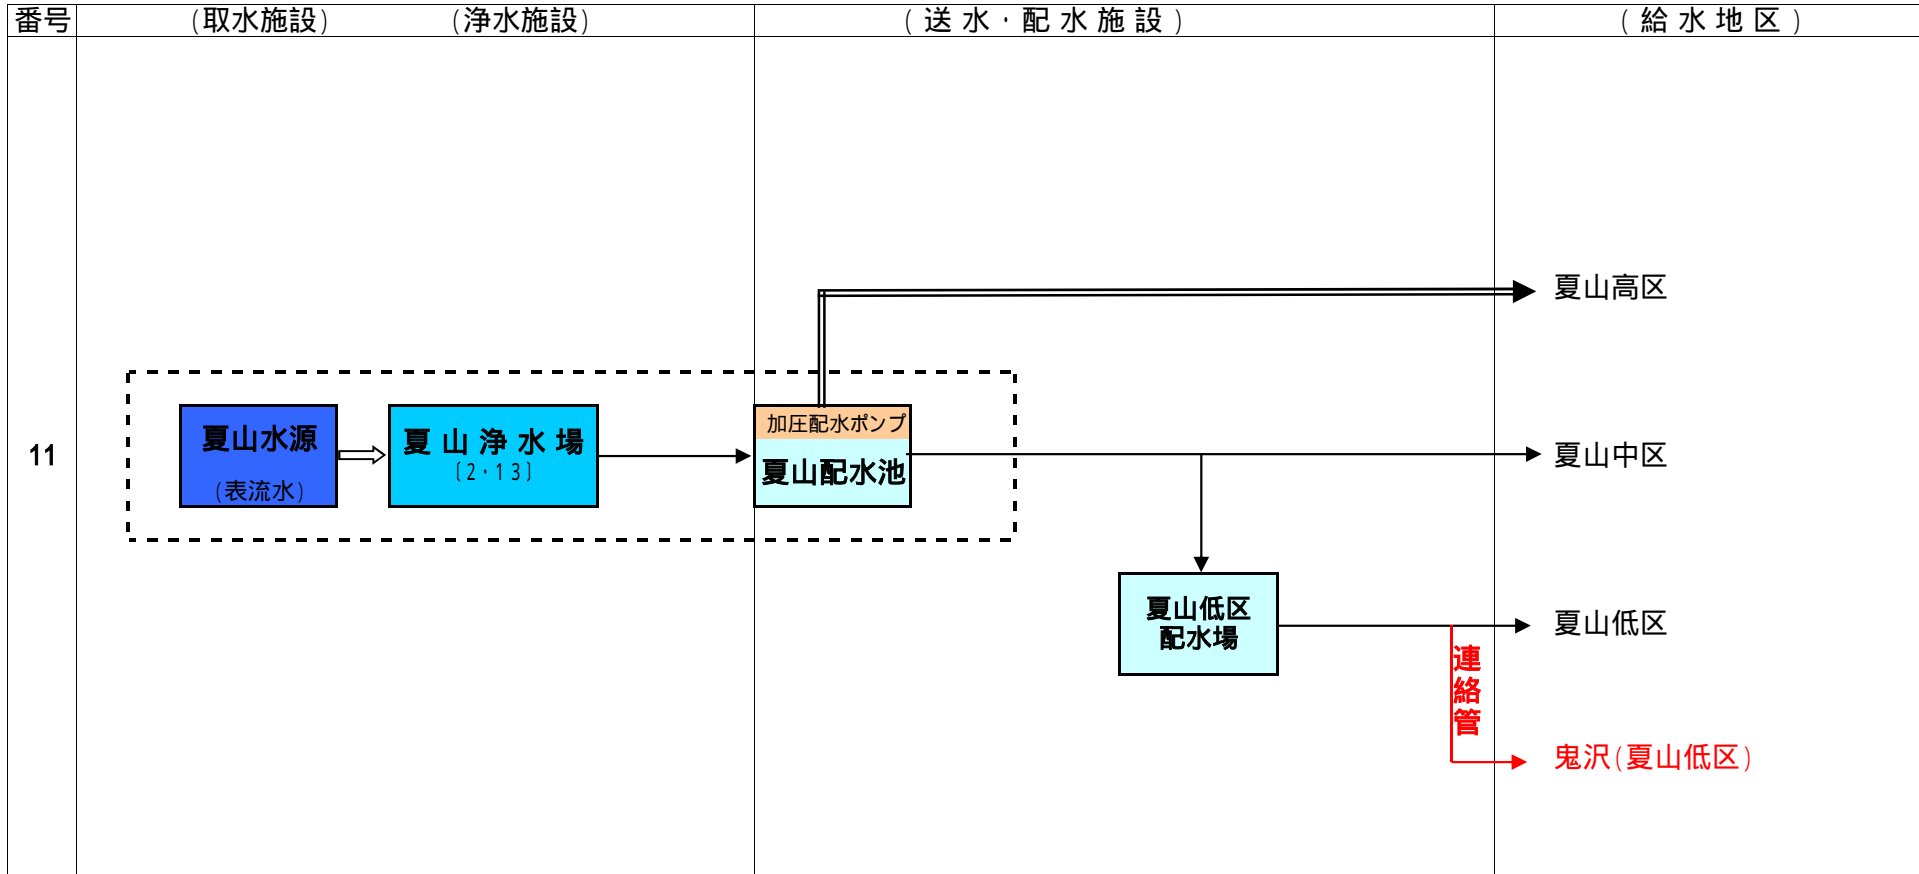 番号
(取水施設)
(浄水施設)
(送水・配水施設)
(給水地区)
夏山高区
11
夏山水源
(表流水)
夏山浄水場
[2・13]
加圧配水ポンプ
夏山配水池
夏山中区
夏山低区
配水場
夏山低区
連絡管
鬼沢(夏山低区)